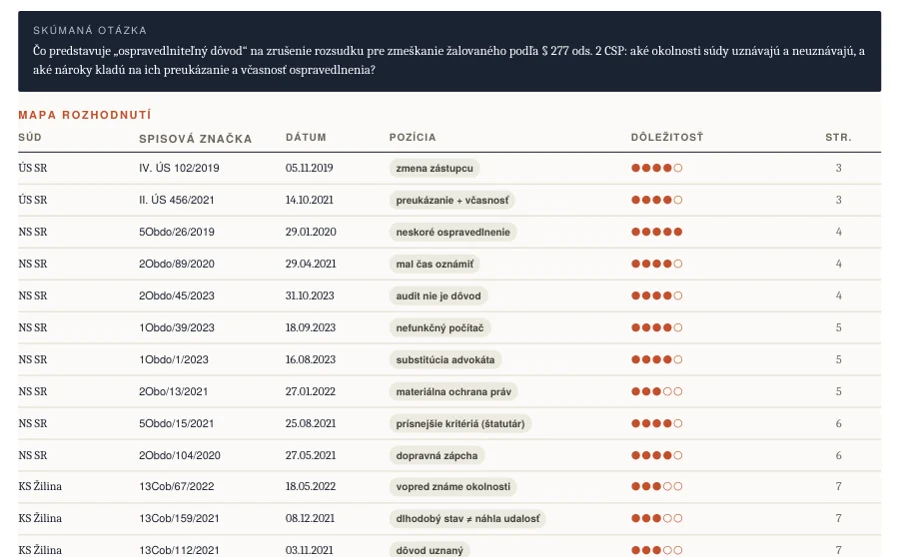 SKÚMANÁ OTÁZKA
Čo predstavuje „ospravedlniteľný dôvod“ na zrušenie rozsudku pre zmeškanie žalovaného podľa § 277 ods. 2 CSP: aké okolnosti súdy uznávajú a neuznávajú, a
aké nároky kladú na ich preukázanie a včasnosť ospravedlnenia?
MAPA ROZHODNUTÍ
SÚD SPISOVÁ ZNAČKA DÁTUM POZÍCIA DÔLEŽITOSŤ STR.
ÚS SR IV. ÚS 102/2019 05.11.2019 zmena zástupcu ●●●●○ 3
ÚS SR II. ÚS 456/2021 14.10.2021 preukázanie + včasnosť ●●●●○ 3
NS SR 5Obdo/26/2019 29.01.2020 neskoré ospravedlnenie ●●●●● 4
NS SR 2Obdo/89/2020 29.04.2021 mal čas oznámiť ●●●●○ 4
NS SR 2Obdo/45/2023 31.10.2023 audit nie je dôvod ●●●●○ 4
NS SR 1Obdo/39/2023 18.09.2023 nefunkčný počítač ●●●●○ 5
NS SR 1Obdo/1/2023 16.08.2023 substitúcia advokáta ●●●●○ 5
NS SR 2Obo/13/2021 27.01.2022 materiálna ochrana práv ●●●○○ 5
NS SR 5Obdo/15/2021 25.08.2021 prísnejšie kritériá (štatutár) ●●●●○ 6
NS SR 2Obdo/104/2020 27.05.2021 dopravná zápcha ●●●●○ 6
KS Žilina 13Cob/67/2022 18.05.2022 vopred známe okolnosti ●●●○○ 7
KS Žilina 13Cob/159/2021 08.12.2021 dlhodobý stav ≠ náhla udalosť ●●●○○ 7
KS Žilina 13Cob/112/2021 03.11.2021 dôvod uznaný ●●●○○ 7